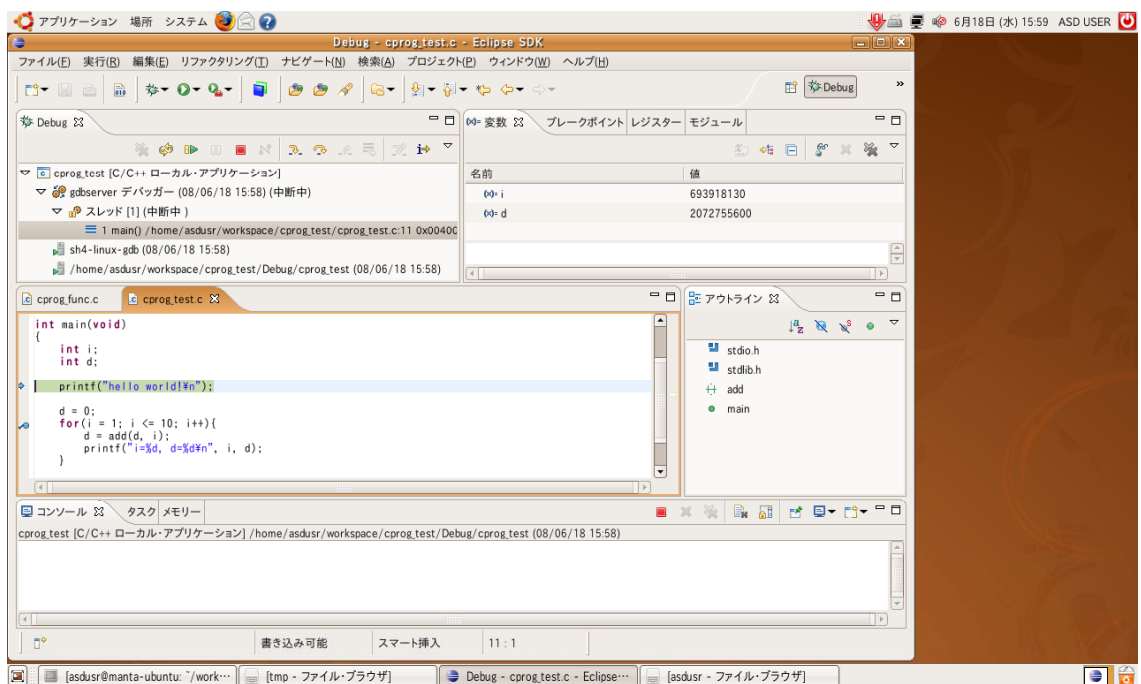 アプリケーション 場所 システム
6月18日 (水) 15:59 ASD USER
Debug - cprog_test.c - Eclipse SDK
ファイル(F) 実行(R) 編集(E) リファクタリング(T) ナビゲート(N) 検索(A) プロジェクト(P) ウィンドウ(W) ヘルプ(H)
Debug
Debug
cprog_test [C/C++ ローカル・アプリケーション]
gdbserver デバッガー (08/06/18 15:58) (中断中)
スレッド [1] (中断中 )
1 main() /home/asdusr/workspace/cprog_test/cprog_test.c:11 0x00400
sh4-linux-gdb (08/06/18 15:58)
/home/asdusr/workspace/cprog_test/Debug/cprog_test (08/06/18 15:58)
(x)= 変数 ブレークポイント レジスター モジュール
名前 値
(x)= i 693918130
(x)= d 2072755600
cprog_func.c cprog_test.c
int main(void)
{
int i;
int d;
printf("hello world!¥n");
d = 0;
for(i = 1; i <= 10; i++){
d = add(d, i);
printf("i=%d, d=%d¥n", i, d);
}
アウトライン
stdio.h
stdlib.h
add
main
コンソール タスク メモリー
cprog_test [C/C++ ローカル・アプリケーション] /home/asdusr/workspace/cprog_test/Debug/cprog_test (08/06/18 15:58)
書き込み可能 スマート挿入 11 : 1
[asdusr@manta-ubuntu: ~/work… [tmp - ファイル・ブラウザ] Debug - cprog_test.c - Eclipse… [asdusr - ファイル・ブラウザ]